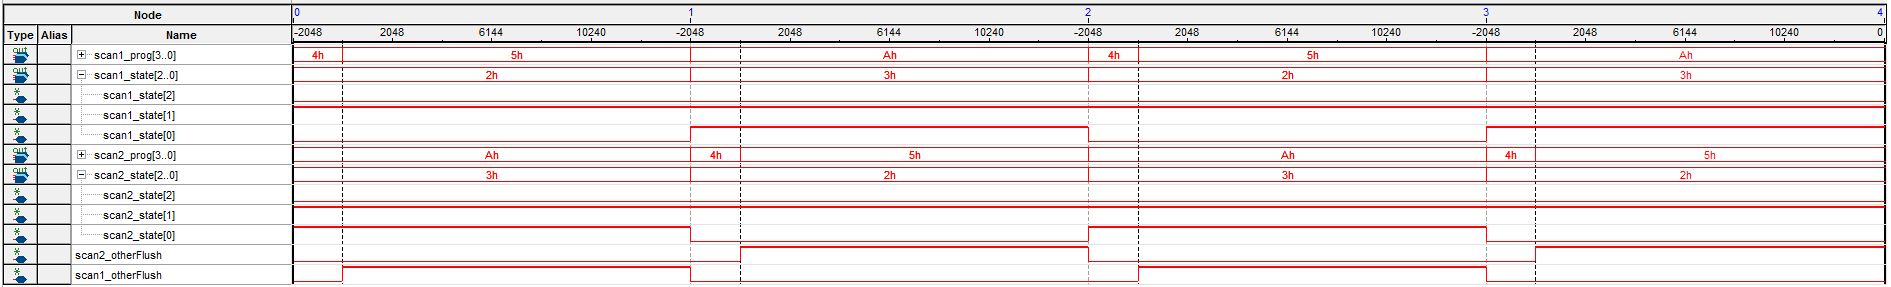 Node 0 1 2 3 4
Type Alias Name -2048 2048 6144 10240 -2048 2048 6144 10240 -2048 2048 6144 10240 -2048 2048 6144 10240 0
out scan1_prog[3..0] 4h 5h Ah 4h 5h Ah
out scan1_state[2..0] 2h 3h 2h 3h
* scan1_state[2]
* scan1_state[1]
* scan1_state[0]
out scan2_prog[3..0] Ah 4h 5h Ah 4h 5h
out scan2_state[2..0] 3h 2h 3h 2h
* scan2_state[2]
* scan2_state[1]
* scan2_state[0]
* scan2_otherFlush
* scan1_otherFlush